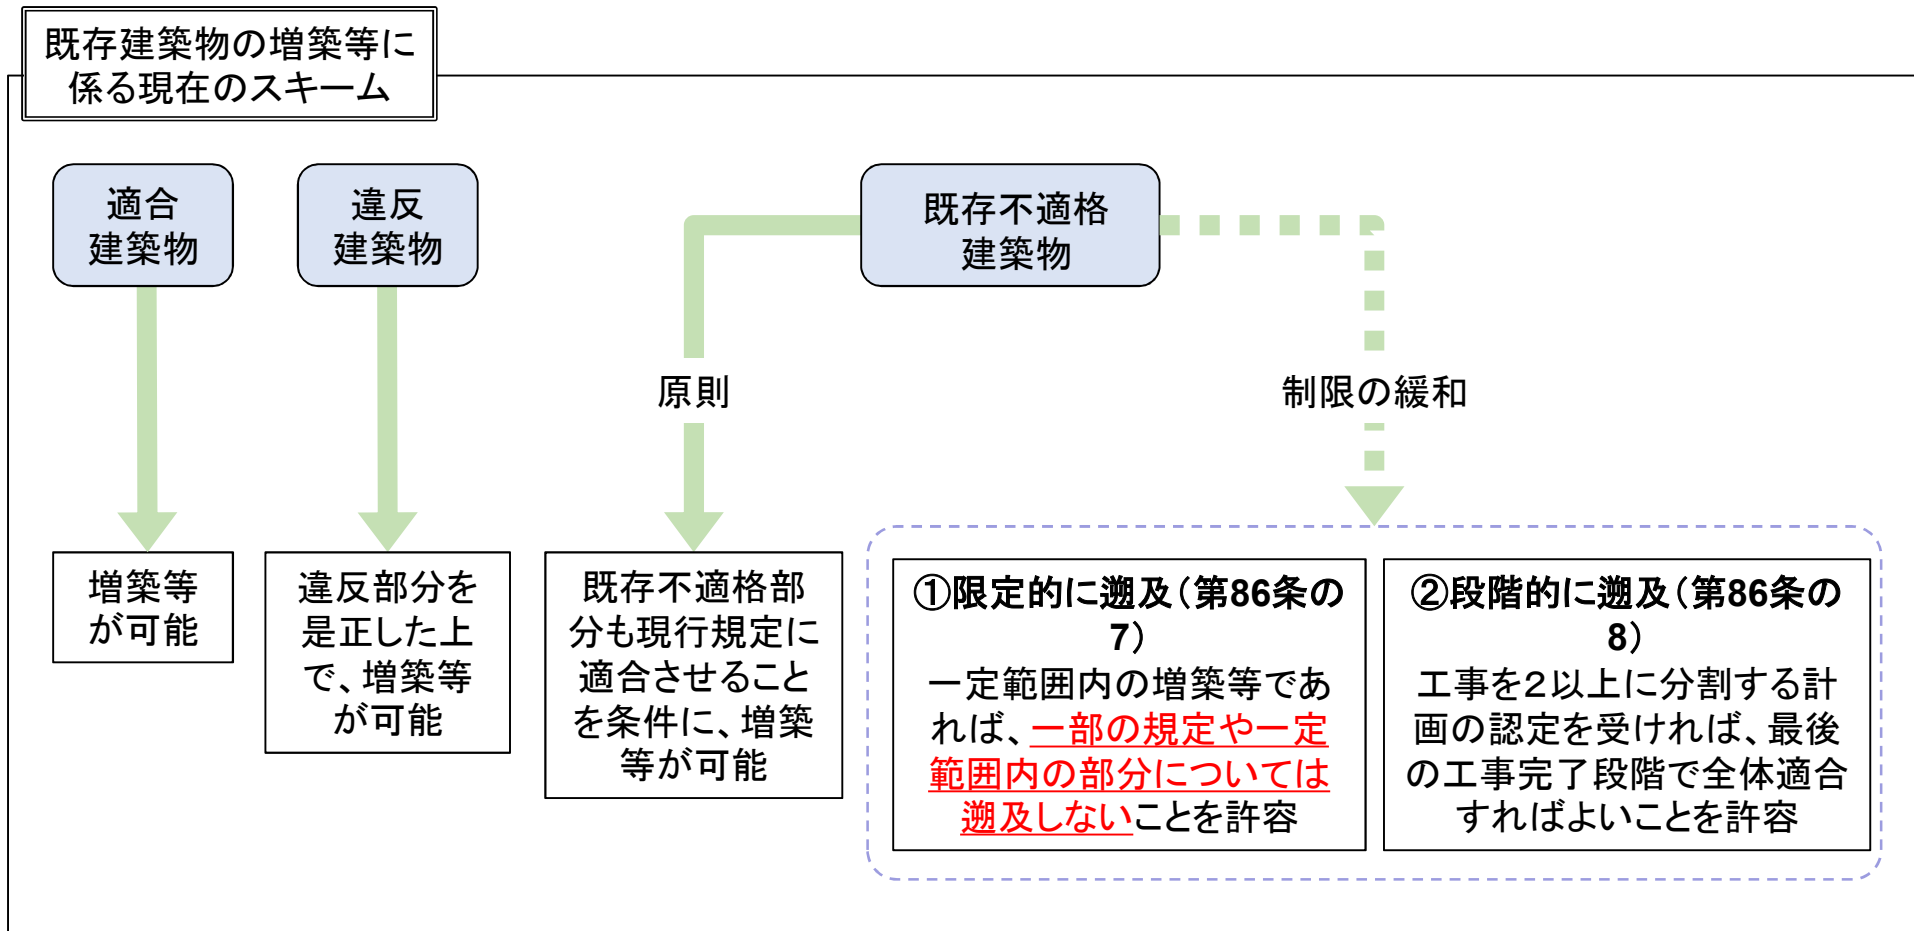 既存建築物の増築等に
係る現在のスキーム
適合
建築物
違反
建築物
既存不適格
建築物
原則
制限の緩和
増築等
が可能
違反部分を
是正した上
で、増築等
が可能
既存不適格部
分も現行規定に
適合させること
を条件に、増築
等が可能
①限定的に遡及（第86条の
7）
一定範囲内の増築等であ
れば、一部の規定や一定
範囲内の部分については
遡及しないことを許容
②段階的に遡及（第86条の
8）
工事を２以上に分割する計
画の認定を受ければ、最後
の工事完了段階で全体適合
すればよいことを許容